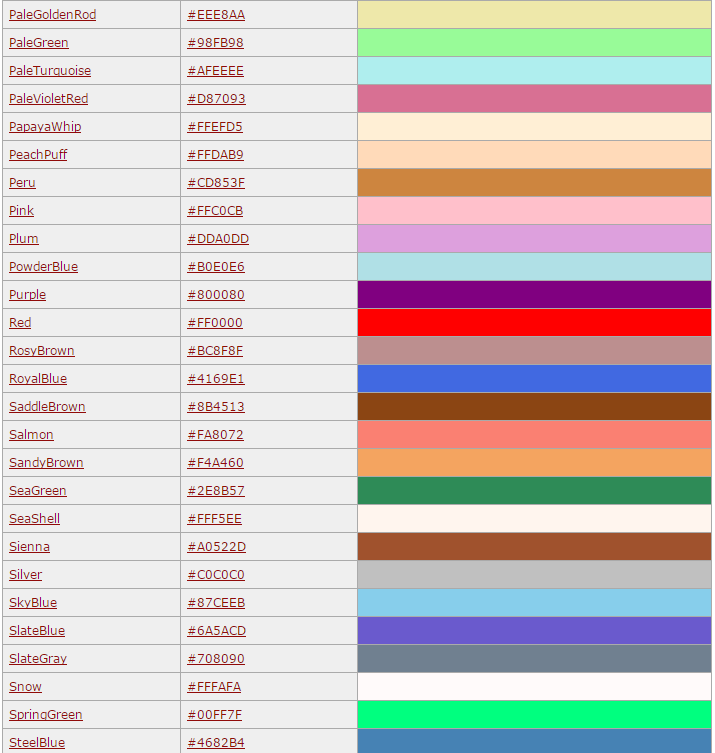 PaleGoldenRod #EEE8AA
PaleGreen #98FB98
PaleTurquoise #AFEEEE
PaleVioletRed #D87093
PapayaWhip #FFEFD5
PeachPuff #FFDAB9
Peru #CD853F
Pink #FFC0CB
Plum #DDA0DD
PowderBlue #B0E0E6
Purple #800080
Red #FF0000
RosyBrown #BC8F8F
RoyalBlue #4169E1
SaddleBrown #8B4513
Salmon #FA8072
SandyBrown #F4A460
SeaGreen #2E8B57
SeaShell #FFF5EE
Sienna #A0522D
Silver #C0C0C0
SkyBlue #87CEEB
SlateBlue #6A5ACD
SlateGray #708090
Snow #FFFAFA
SpringGreen #00FF7F
SteelBlue #4682B4